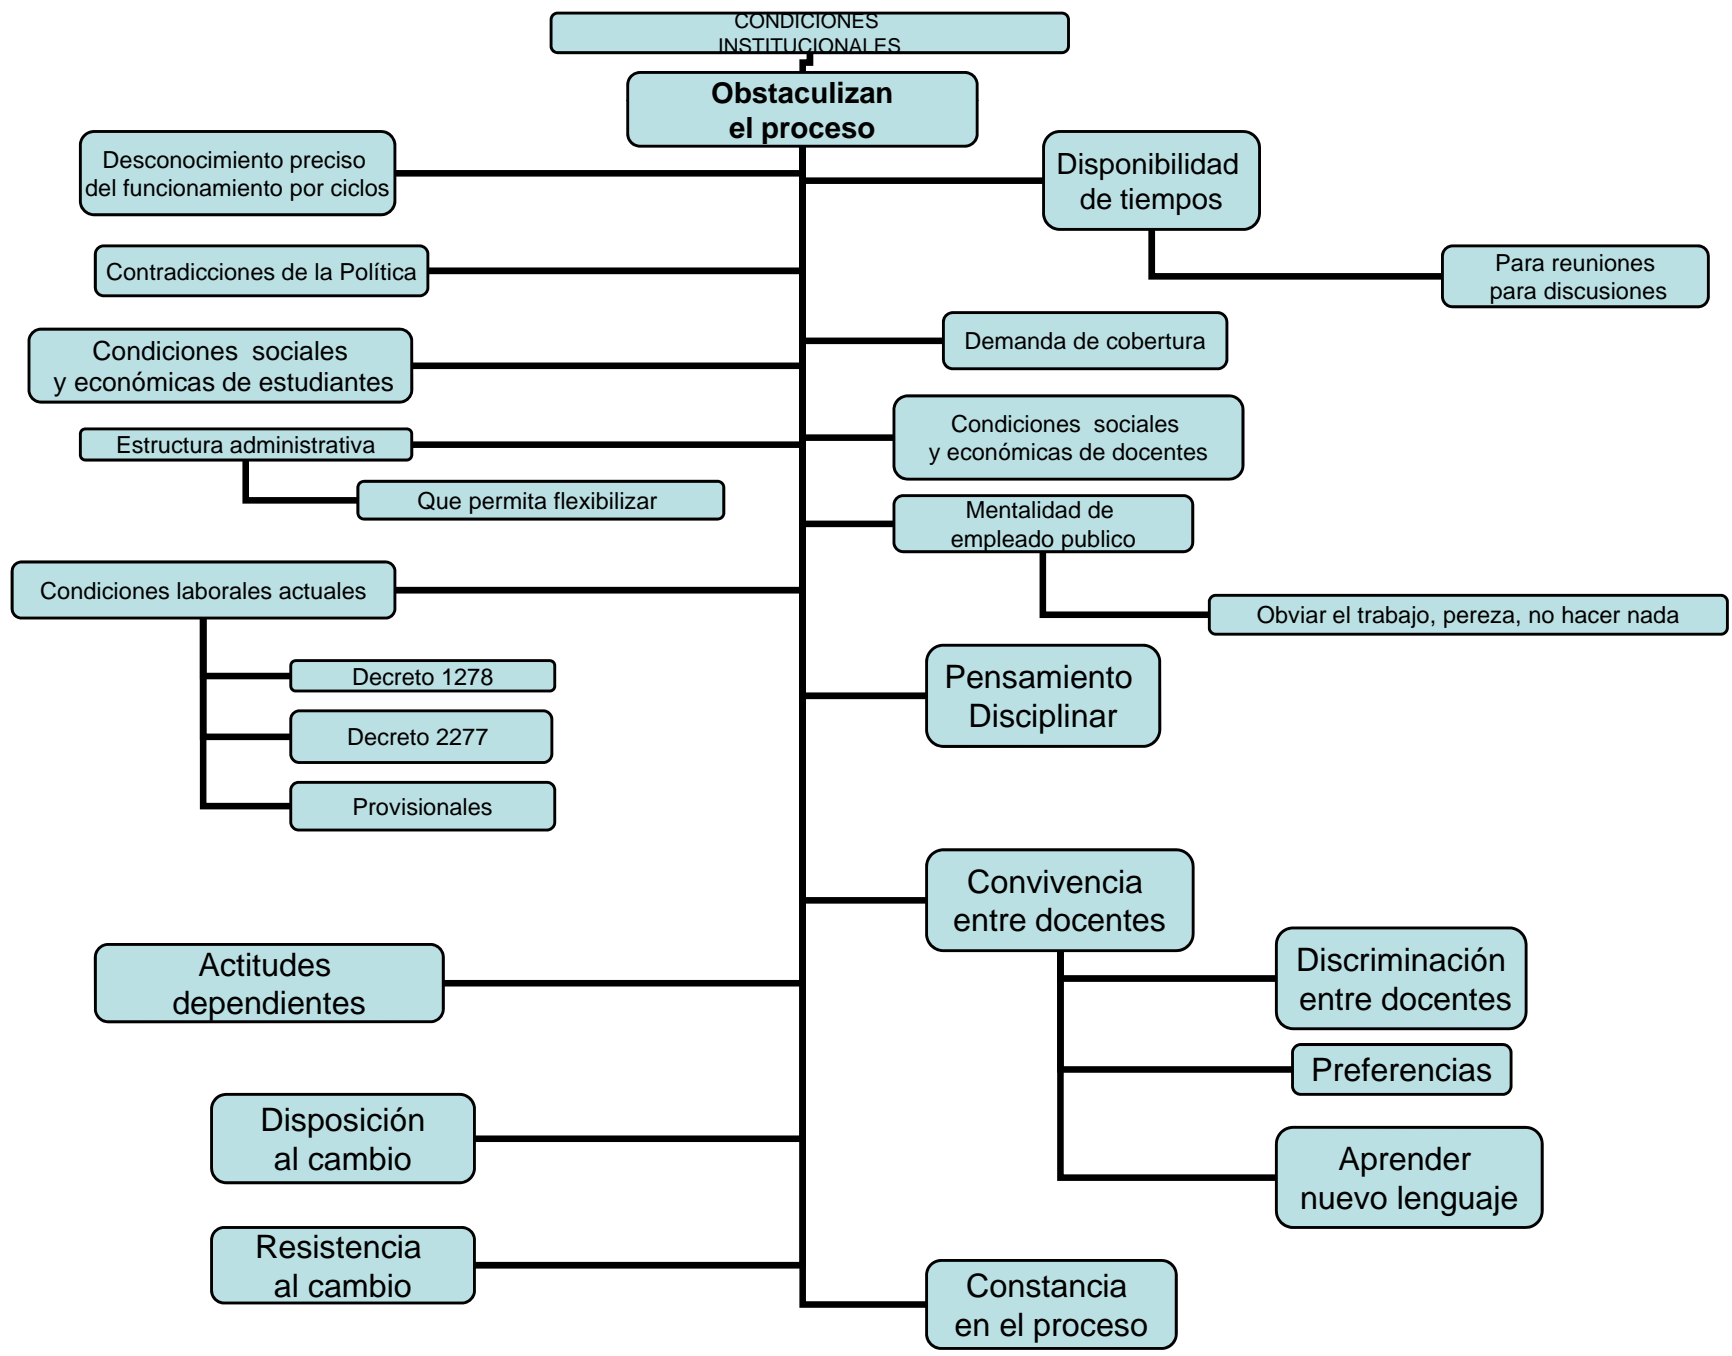 CONDICIONES
INSTITUCIONALES
Obstaculizan
el proceso
Desconocimiento preciso
del funcionamiento por ciclos
Disponibilidad
de tiempos
Contradicciones de la Política
Para reuniones
para discusiones
Condiciones sociales
y económicas de estudiantes
Demanda de cobertura
Estructura administrativa
Condiciones sociales
y económicas de docentes
Que permita flexibilizar
Mentalidad de
empleado publico
Condiciones laborales actuales
Obviar el trabajo, pereza, no hacer nada
Decreto 1278
Decreto 2277
Provisionales
Pensamiento
Disciplinar
Convivencia
entre docentes
Actitudes
dependientes
Discriminación
entre docentes
Preferencias
Disposición
al cambio
Aprender
nuevo lenguaje
Resistencia
al cambio
Constancia
en el proceso